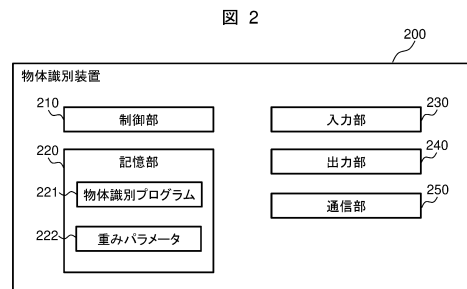 図 2
200
物体識別装置
210
制御部
220
記憶部
221
物体識別プログラム
222
重みパラメータ
230
入力部
240
出力部
250
通信部